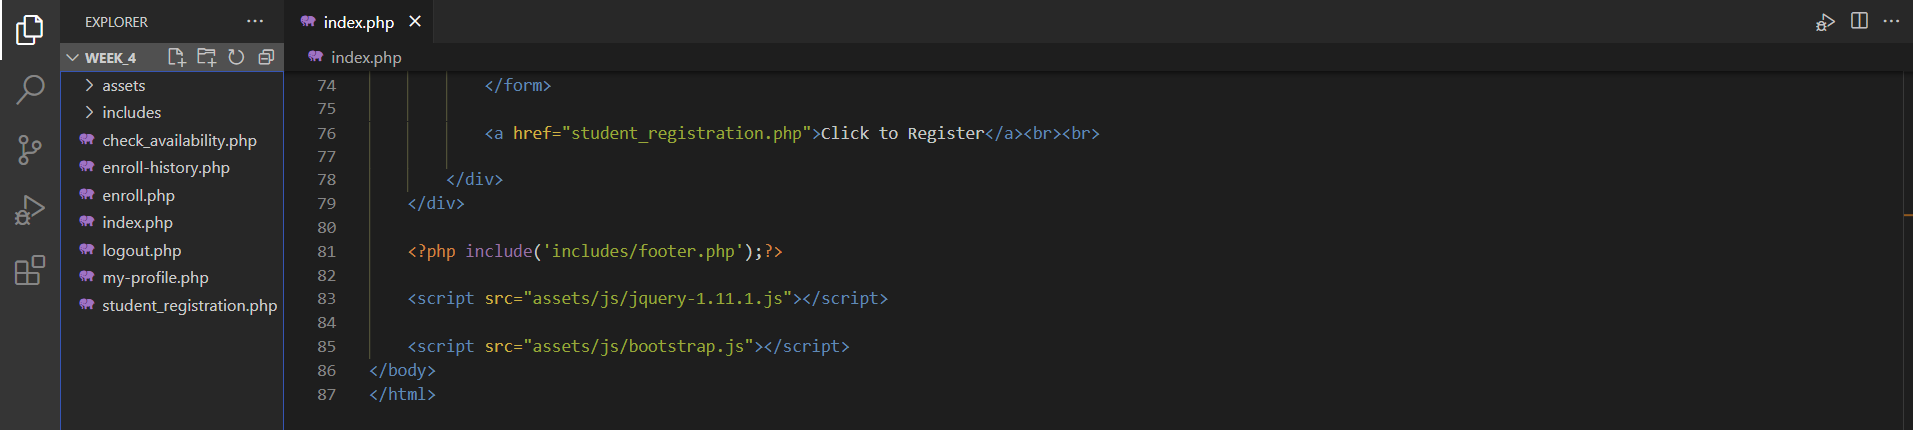 EXPLORER
WEEK_4
assets
includes
check_availability.php
enroll-history.php
enroll.php
index.php
logout.php
my-profile.php
student_registration.php
index.php
index.php
74 </form>
75
76 <a href="student_registration.php">Click to Register</a><br><br>
77
78 </div>
79 </div>
80
81 <?php include('includes/footer.php');?>
82
83 <script src="assets/js/jquery-1.11.1.js"></script>
84
85 <script src="assets/js/bootstrap.js"></script>
86 </body>
87 </html>